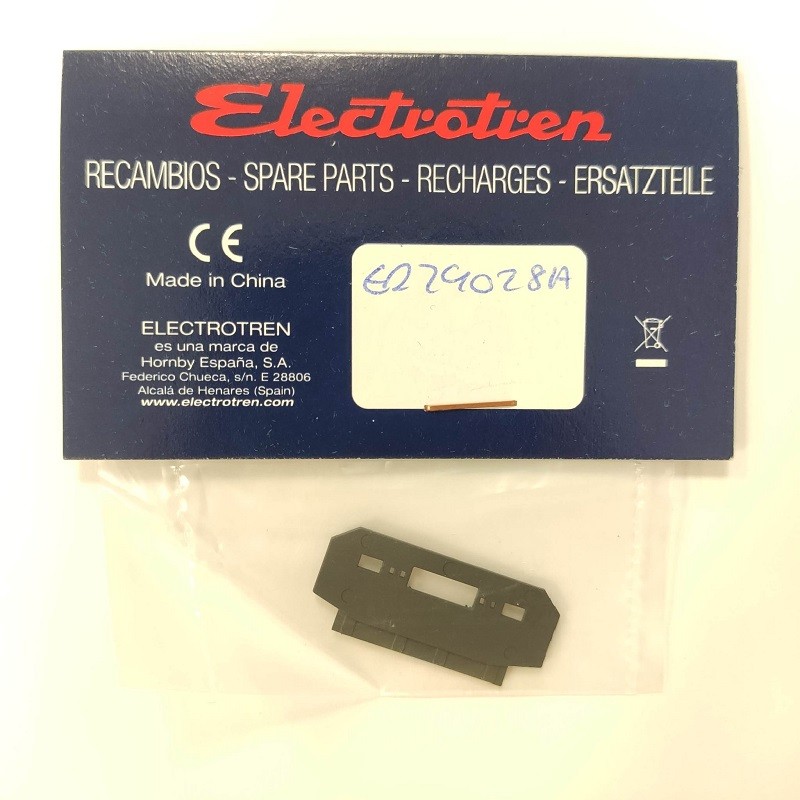 Electrotren
RECAMBIOS - SPARE PARTS - RECHARGES - ERSATZTEILE
CE
Made in China
ELECTROTREN
es una marca de
Hornby España, S.A.
Federico Chueca, s/n. E 28806
Alcalá de Henares (Spain)
www.electrotren.com